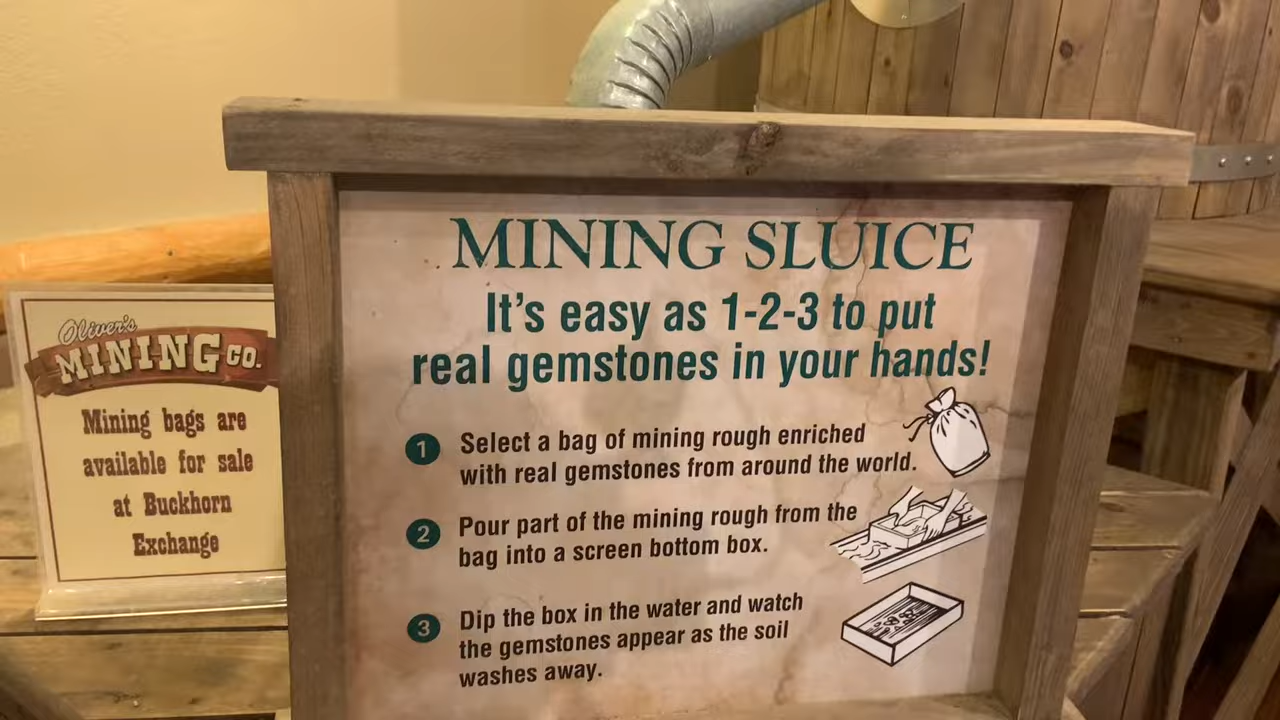 Oliver's
MINING CO.
Mining bags are
available for sale
at Buckhorn
Exchange
MINING SLUICE
It's easy as 1-2-3 to put
real gemstones in your hands!
1 Select a bag of mining rough enriched
with real gemstones from around the world.
2 Pour part of the mining rough from the
bag into a screen bottom box.
3 Dip the box in the water and watch
the gemstones appear as the soil
washes away.